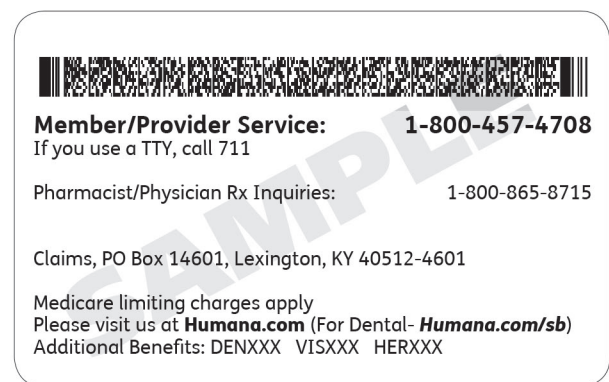 Member/Provider Service: 1-800-457-4708
If you use a TTY, call 711
Pharmacist/Physician Rx Inquiries: 1-800-865-8715
Claims, PO Box 14601, Lexington, KY 40512-4601
Medicare limiting charges apply
Please visit us at Humana.com (For Dental- Humana.com/sb)
Additional Benefits: DENXXX VISXXX HERXXX
SAMPLE